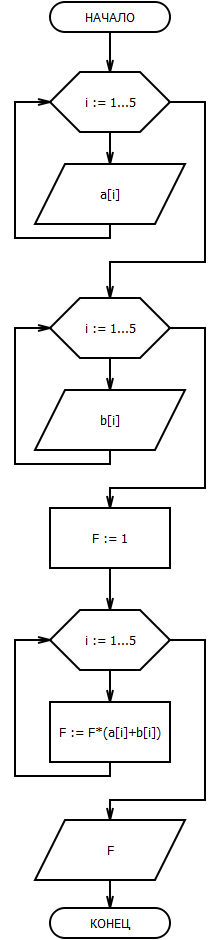 НАЧАЛО
i := 1...5
a[i]
i := 1...5
b[i]
F := 1
i := 1...5
F := F*(a[i]+b[i])
F
КОНЕЦ